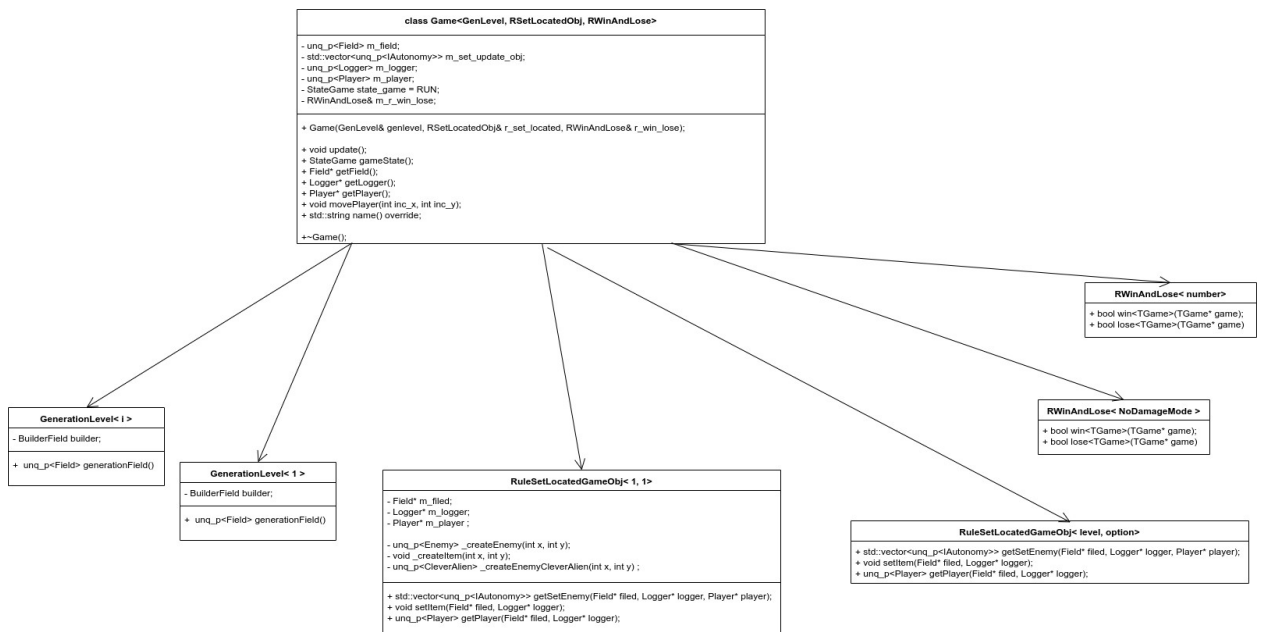 class Game<GenLevel, RSetLocatedObj, RWinAndLose>
- unq_p<Field> m_field;
- std::vector<unq_p<IAutonomy>> m_set_update_obj;
- unq_p<Logger> m_logger;
- unq_p<Player> m_player;
- StateGame state_game = RUN;
- RWinAndLose& m_r_win_lose;
+ Game(GenLevel& genlevel, RSetLocatedObj& r_set_located, RWinAndLose& r_win_lose);
+ void update();
+ StateGame gameState();
+ Field* getField();
+ Logger* getLogger();
+ Player* getPlayer();
+ void movePlayer(int inc_x, int inc_y);
+ std::string name() override;
+~Game();
RWinAndLose< number>
+ bool win<TGame>(TGame* game);
+ bool lose<TGame>(TGame* game)
RWinAndLose< NoDamageMode >
+ bool win<TGame>(TGame* game);
+ bool lose<TGame>(TGame* game)
GenerationLevel< i >
- BuilderField builder;
+ unq_p<Field> generationField()
GenerationLevel< 1 >
- BuilderField builder;
+ unq_p<Field> generationField()
RuleSetLocatedGameObj< 1, 1>
- Field* m_filed;
- Logger* m_logger;
- Player* m_player ;
- unq_p<Enemy> _createEnemy(int x, int y);
- void _createItem(int x, int y);
- unq_p<CleverAlien> _createEnemyCleverAlien(int x, int y) ;
+ std::vector<unq_p<IAutonomy>> getSetEnemy(Field* filed, Logger* logger, Player* player);
+ void setItem(Field* filed, Logger* logger);
+ unq_p<Player> getPlayer(Field* filed, Logger* logger);
RuleSetLocatedGameObj< level, option>
+ std::vector<unq_p<IAutonomy>> getSetEnemy(Field* filed, Logger* logger, Player* player);
+ void setItem(Field* filed, Logger* logger);
+ unq_p<Player> getPlayer(Field* filed, Logger* logger);